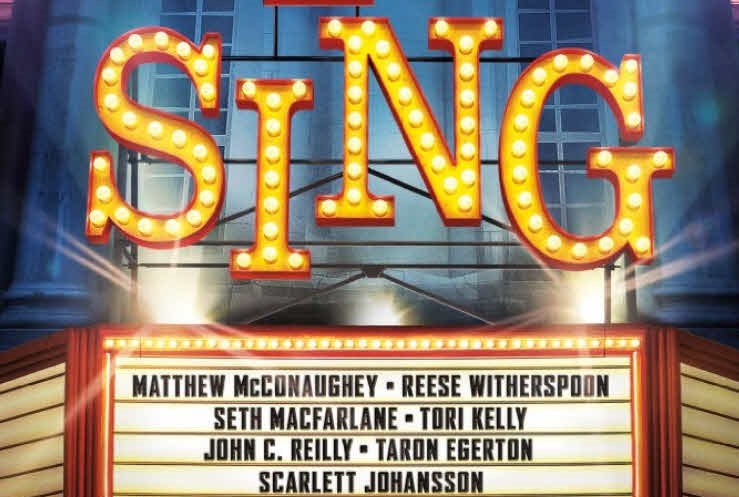 SING
MATTHEW McCONAUGHEY • REESE WITHERSPOON
SETH MACFARLANE • TORI KELLY
JOHN C. REILLY • TARON EGERTON
SCARLETT JOHANSSON